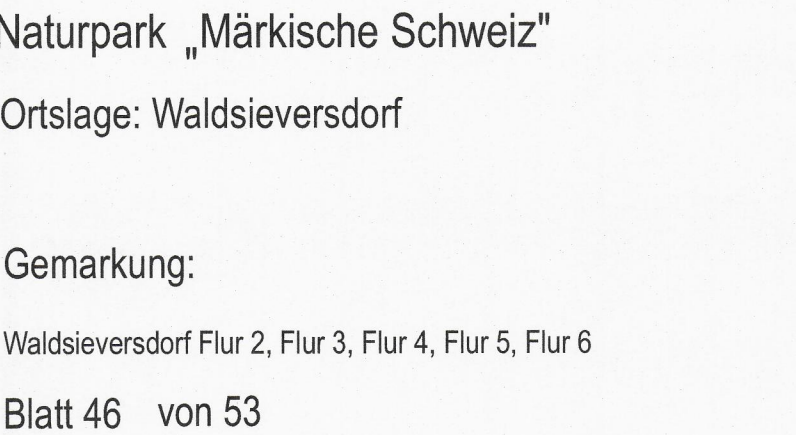 Naturpark „Märkische Schweiz"
Ortslage: Waldsieversdorf
Gemarkung:
Waldsieversdorf Flur 2, Flur 3, Flur 4, Flur 5, Flur 6
Blatt 46 von 53